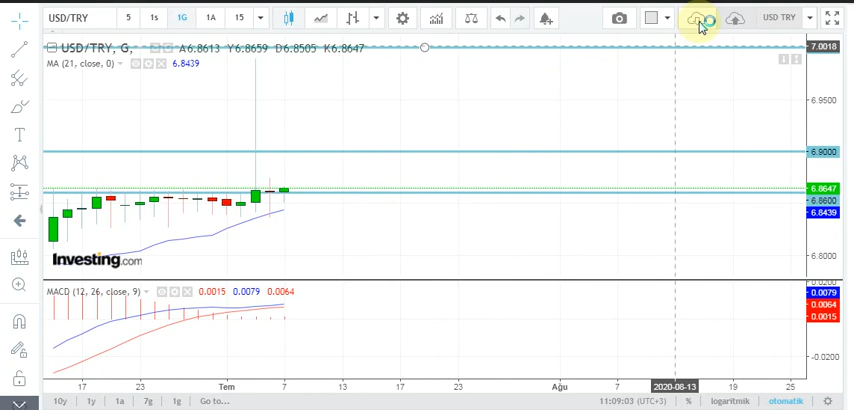 USD/TRY 5 1s 1G 1A 15 USD TRY
USD/TRY, G, A6.8613 Y6.8659 D6.8505 K6.8647
7.0018
MA (21, close, 0) 6.8439
6.9500
6.9000
6.8647
6.8600
6.8439
6.8000
Investing.com
0.0200
MACD (12, 26, close, 9) 0.0015 0.0079 0.0064
0.0079
0.0064
0.0015
-0.0200
17 23 Tem 7 13 17 23 Ağu 7 2020-08-13 19 25
10y 1y 1a 7g 1g Go to... 11:09:03 (UTC+3) % logaritmik otomatik